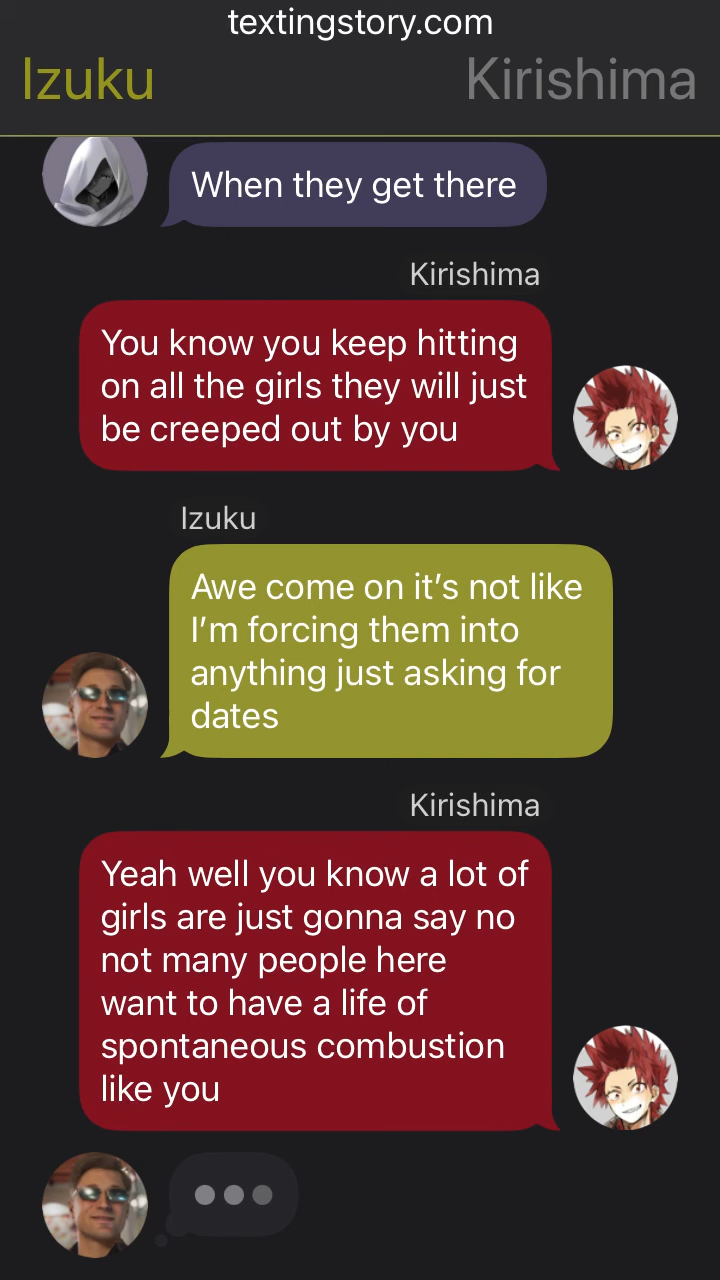 textingstory.com
Izuku
Kirishima
When they get there
Kirishima
You know you keep hitting
on all the girls they will just
be creeped out by you
Izuku
Awe come on it’s not like
I’m forcing them into
anything just asking for
dates
Kirishima
Yeah well you know a lot of
girls are just gonna say no
not many people here
want to have a life of
spontaneous combustion
like you